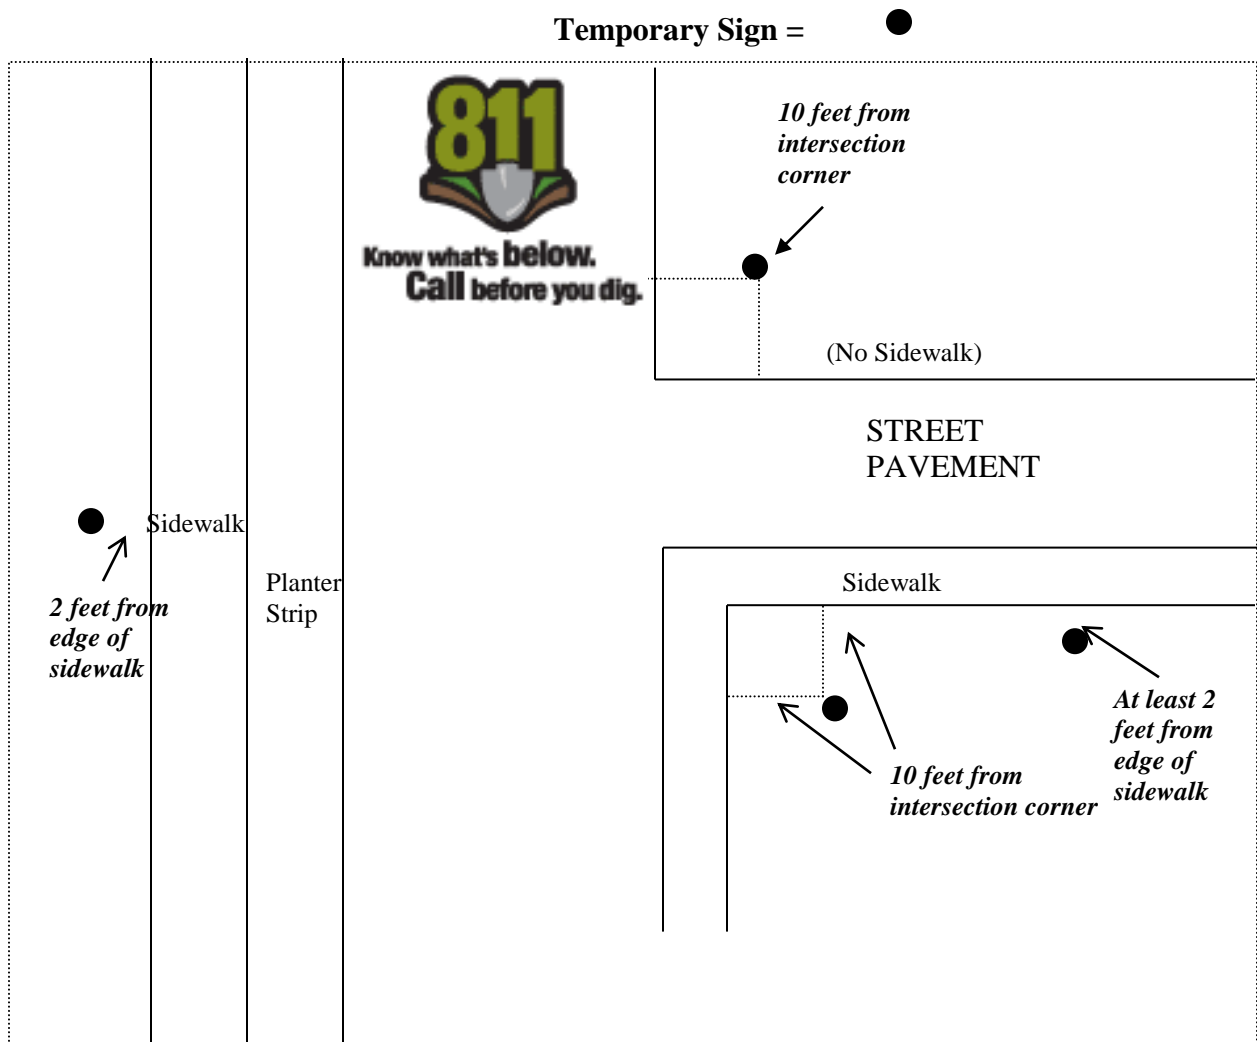 Temporary Sign =
811
Know what's below.
Call before you dig.
10 feet from
intersection
corner
(No Sidewalk)
STREET
PAVEMENT
Sidewalk
2 feet from
edge of
sidewalk
Planter
Strip
Sidewalk
At least 2
feet from
edge of
sidewalk
10 feet from
intersection corner